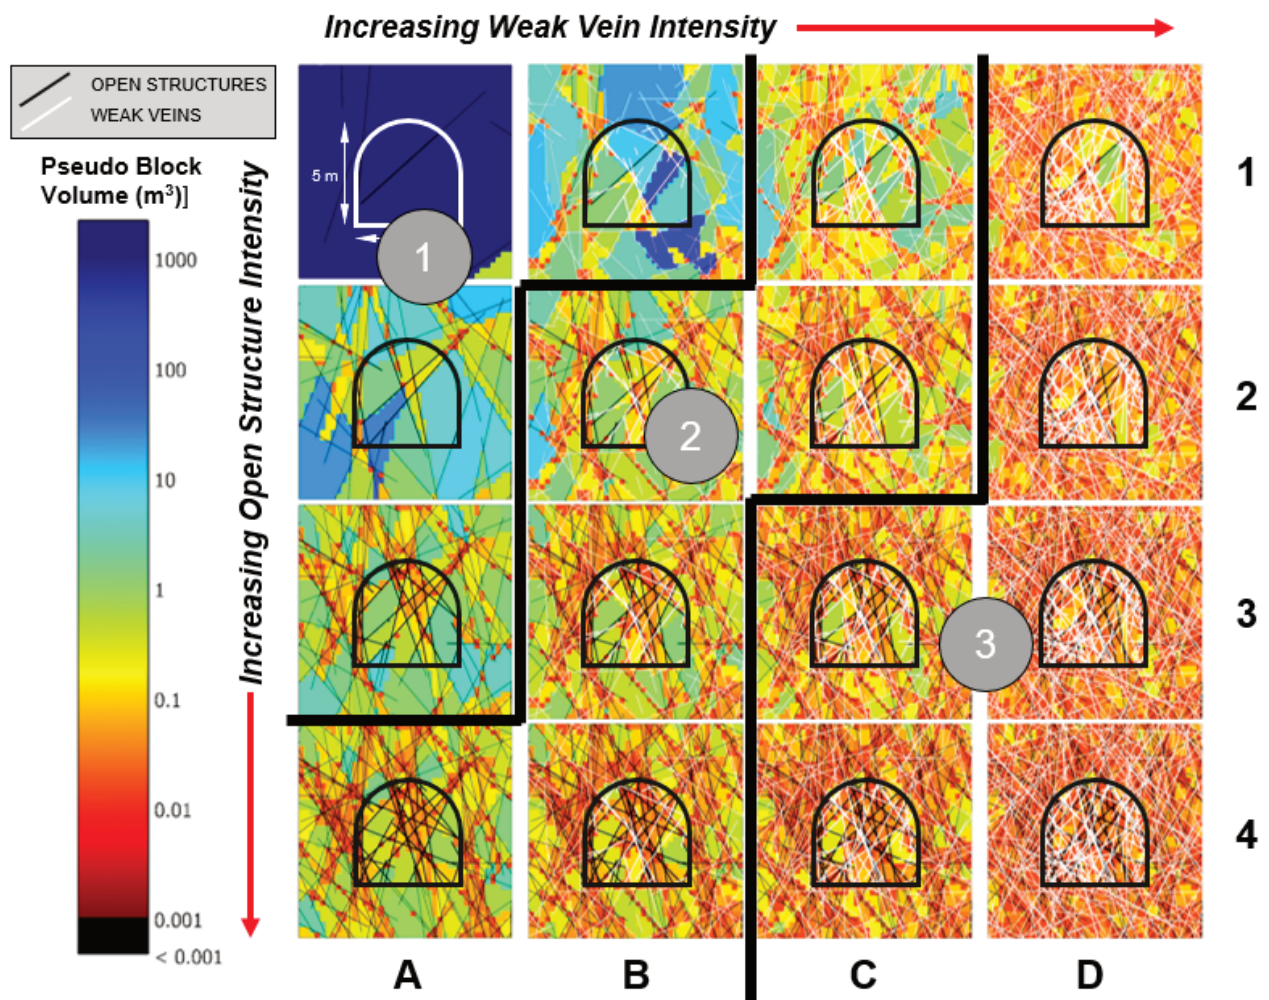 Increasing Weak Vein Intensity
OPEN STRUCTURES
WEAK VEINS
Pseudo Block
Volume (m³)]
1000
100
10
1
0.1
0.01
0.001
< 0.001
Increasing Open Structure Intensity
5 m
1
2
3
1
2
3
4
A B C D